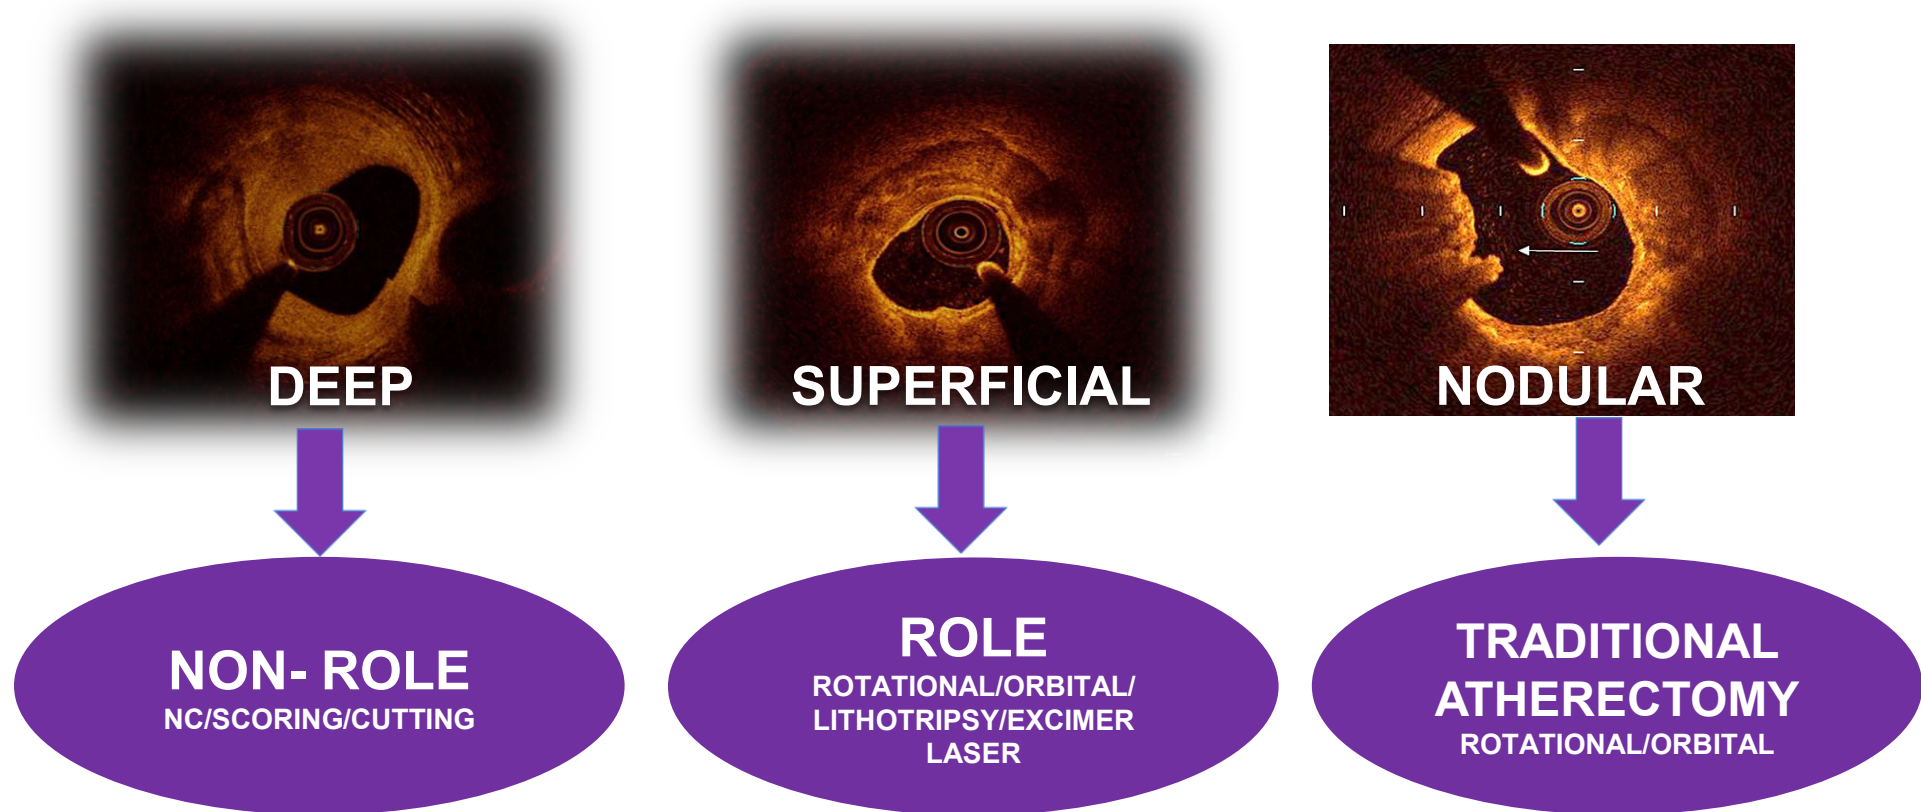 DEEP
SUPERFICIAL
NODULAR
NON- ROLE
NC/SCORING/CUTTING
ROLE
ROTATIONAL/ORBITAL/
LITHOTRIPSY/EXCIMER
LASER
TRADITIONAL
ATHERECTOMY
ROTATIONAL/ORBITAL